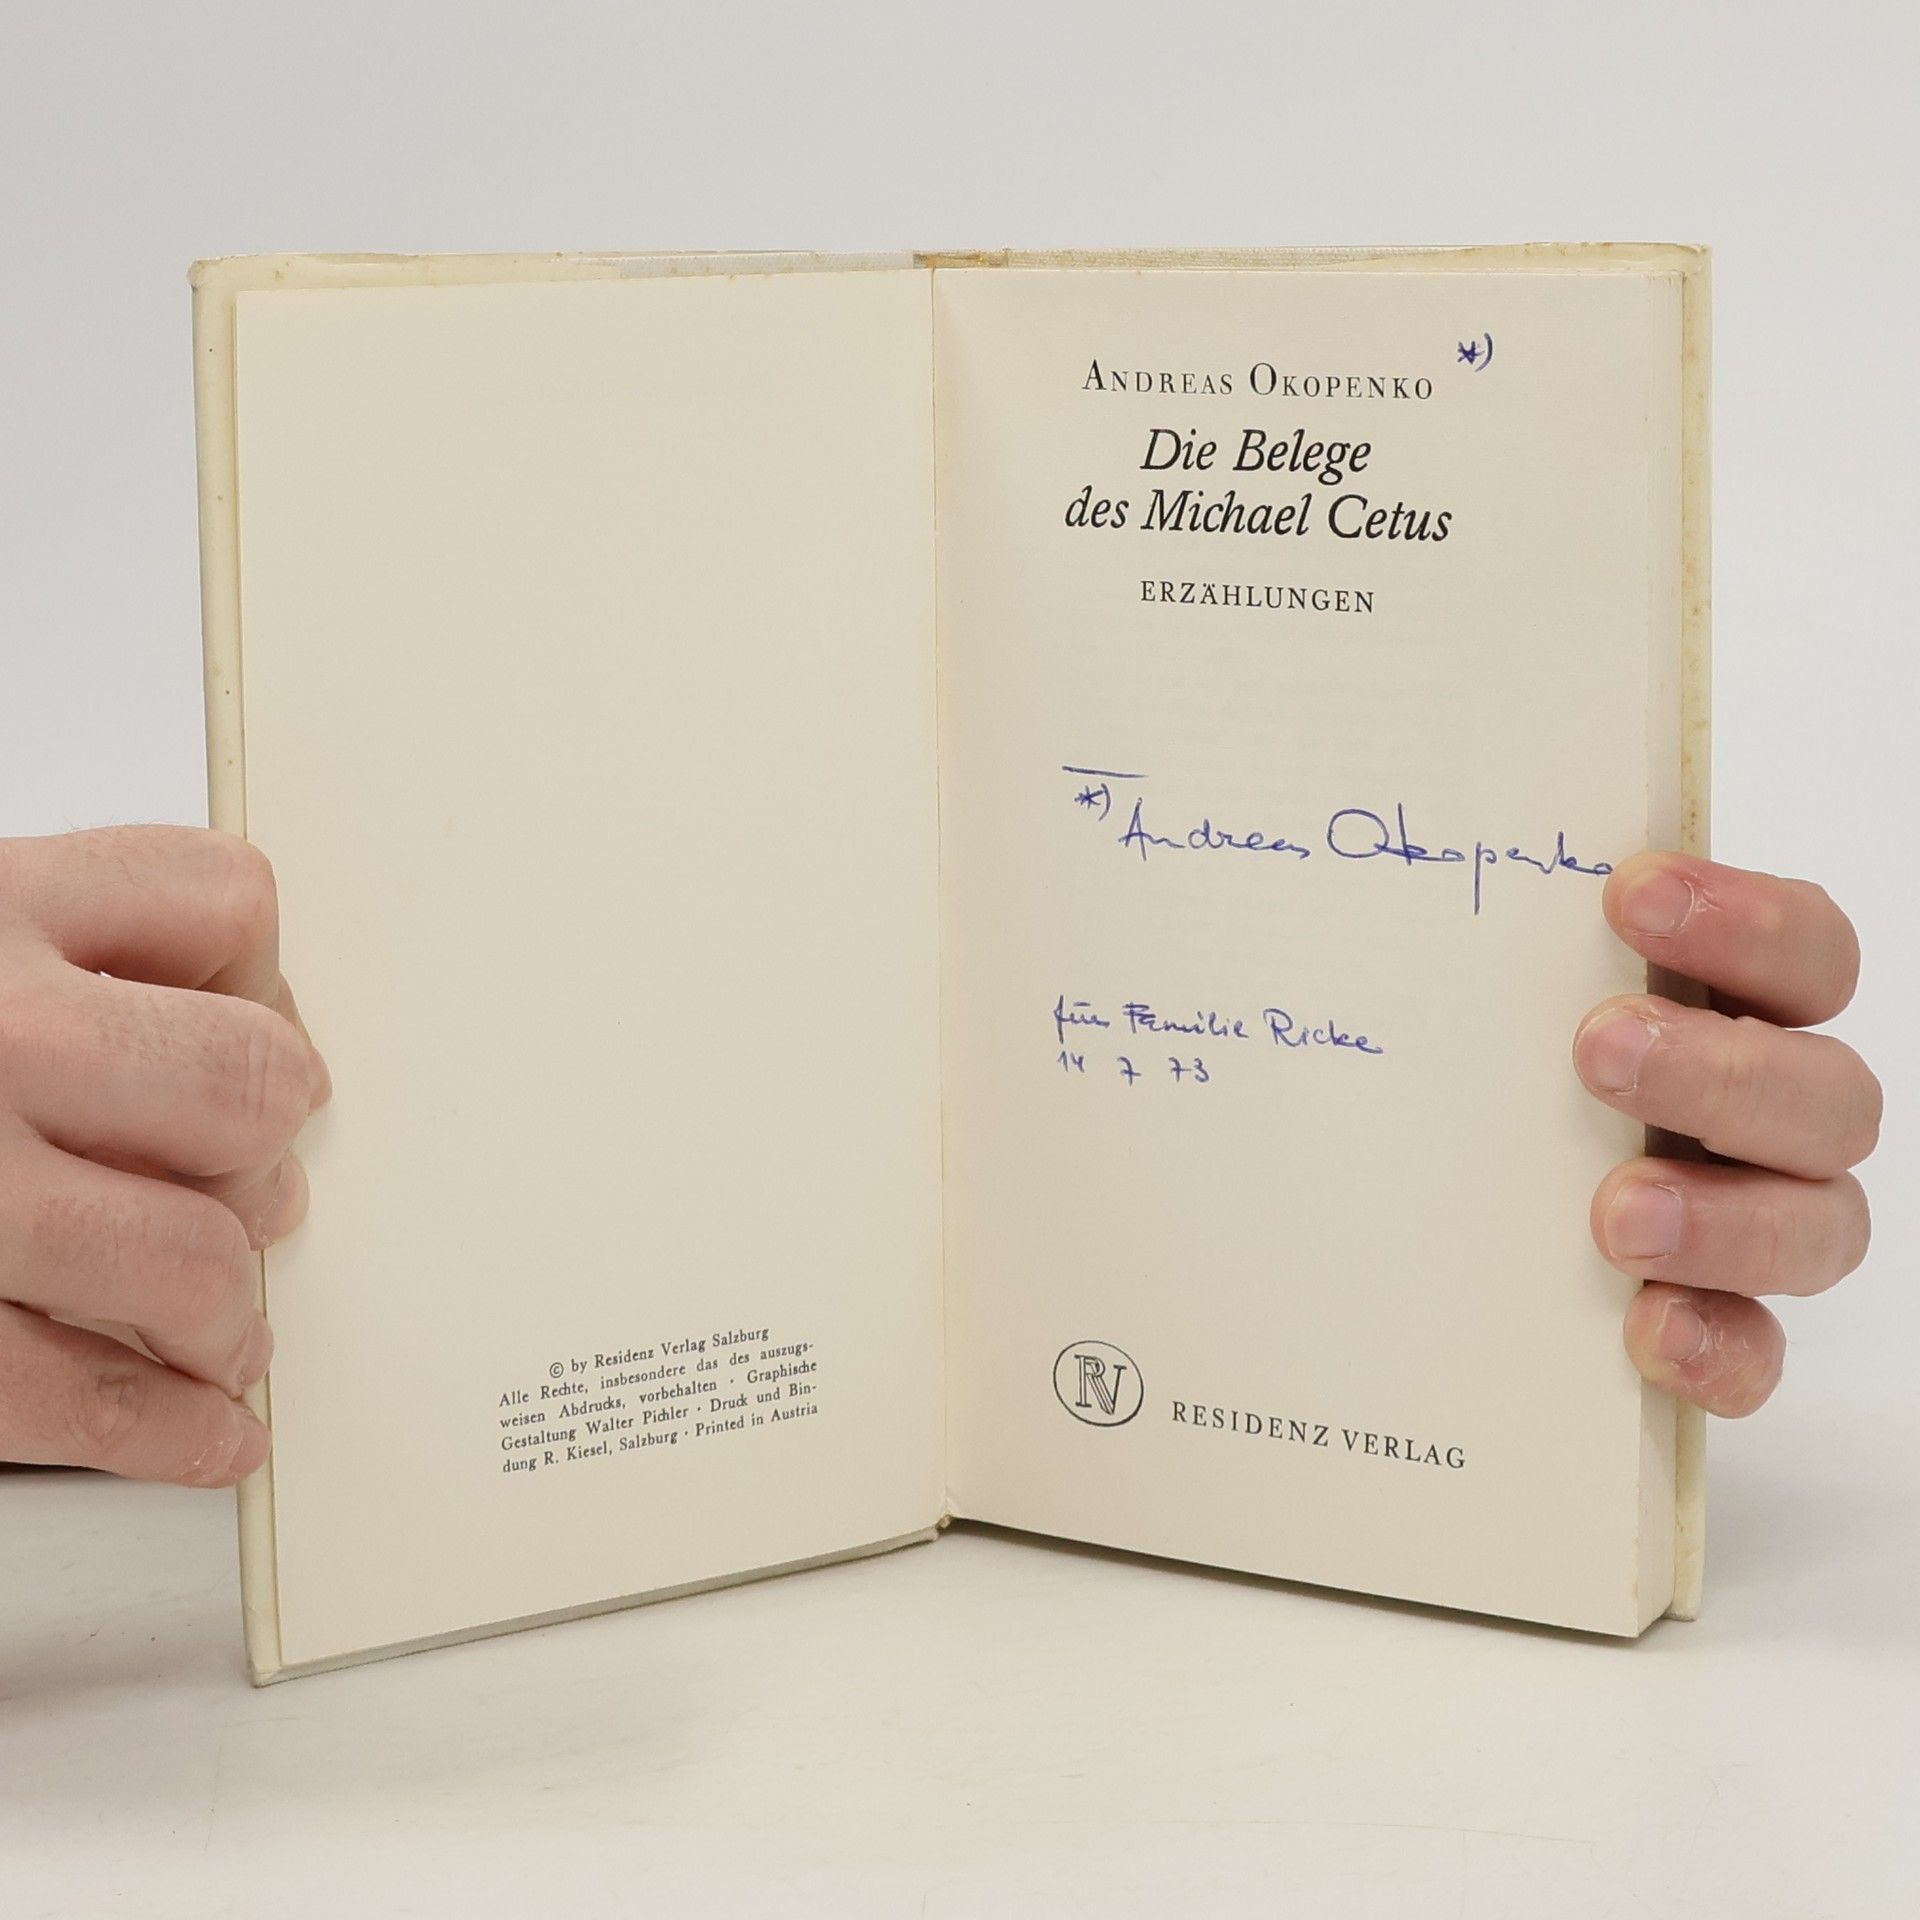 © by Residenz Verlag Salzburg
Alle Rechte, insbesondere das des auszugs-
weisen Abdrucks, vorbehalten · Graphische
Gestaltung Walter Pichler · Druck und Bin-
dung R. Kiesel, Salzburg · Printed in Austria
ANDREAS OKOPENKO *)
Die Belege
des Michael Cetus
ERZÄHLUNGEN
*) Andreas Okopenko
für Familie Ricke
14 7 73
RV RESIDENZ VERLAG